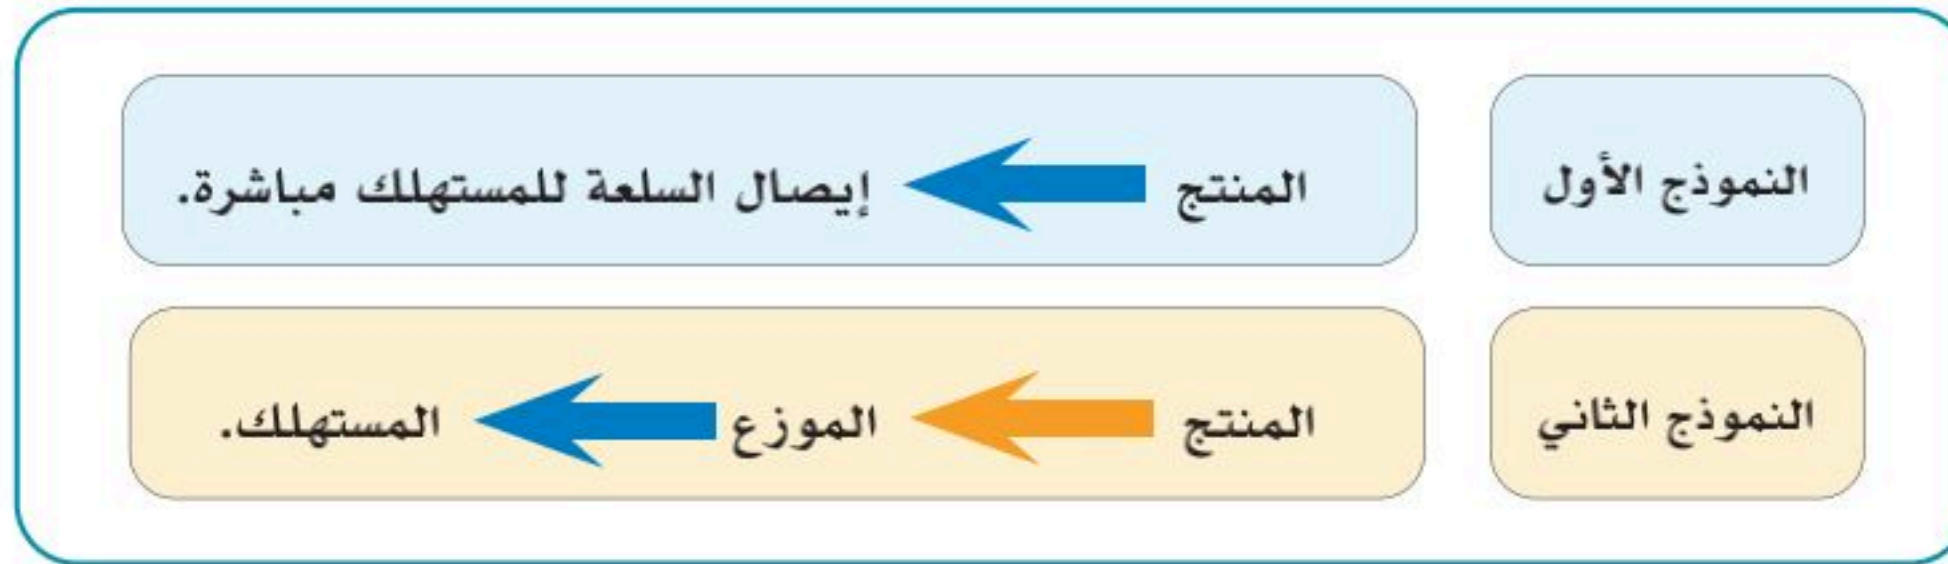 النموذج الأول
المنتج إيصال السلعة للمستهلك مباشرة.
النموذج الثاني
المنتج الموزع المستهلك.